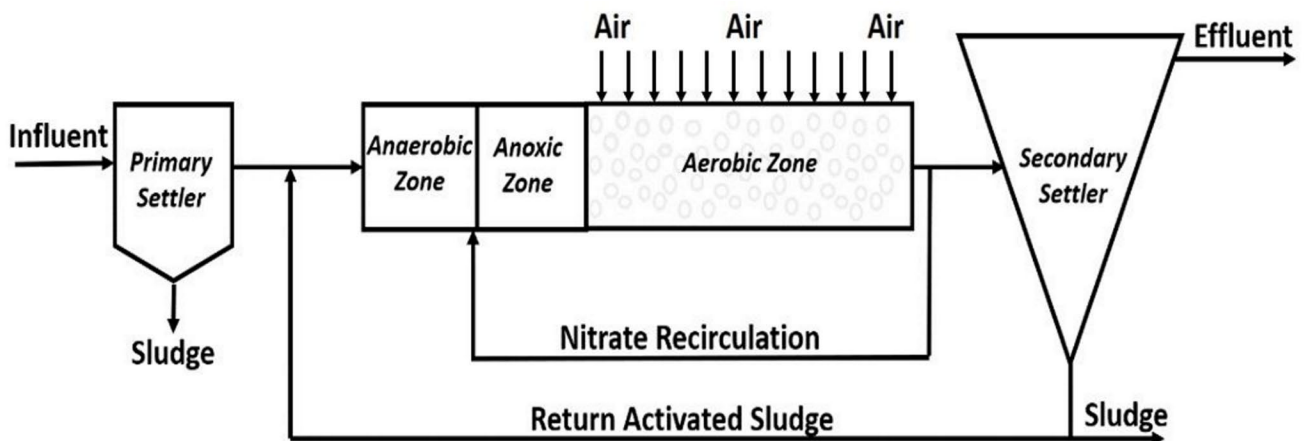 Air Air Air
Effluent
Influent
Primary
Settler
Anaerobic
Zone
Anoxic
Zone
Aerobic Zone
Secondary
Settler
Sludge
Nitrate Recirculation
Return Activated Sludge
Sludge